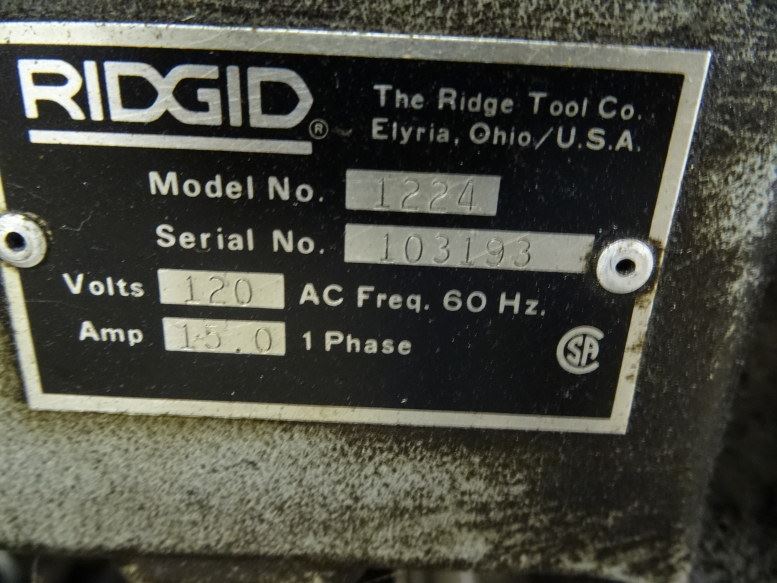 RIDGID ®
The Ridge Tool Co.
Elyria, Ohio/U.S.A.
Model No. 1224
Serial No. 103193
Volts 120 AC Freq. 60 Hz.
Amp 15.0 1 Phase
SA